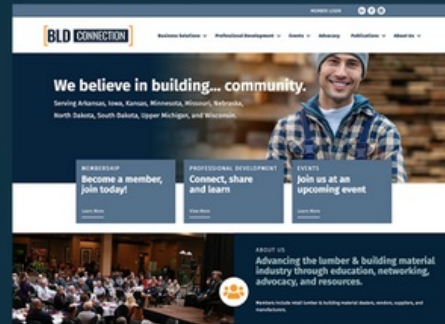 MEMBER LOGIN
BLD CONNECTION
Business Solutions Professional Development Events Advocacy Publications About Us
We believe in building... community.
Serving Arkansas, Iowa, Kansas, Minnesota, Missouri, Nebraska,
North Dakota, South Dakota, Upper Michigan, and Wisconsin.
MEMBERSHIP
Become a member,
join today!
Learn More
PROFESSIONAL DEVELOPMENT
Connect, share
and learn
View More
EVENTS
Join us at an
upcoming event
Learn More
ABOUT US
Advancing the lumber & building material
industry through education, networking,
advocacy, and resources.
Members include retail lumber & building material dealers, vendors, suppliers, and
manufacturers.